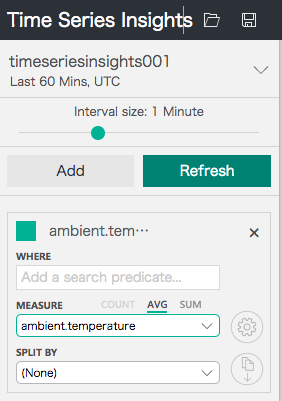 Time Series Insights
timeseriesinsights001
Last 60 Mins, UTC
Interval size: 1 Minute
Add Refresh
ambient.tem…
WHERE
Add a search predicate...
MEASURE COUNT AVG SUM
ambient.temperature
SPLIT BY
(None)